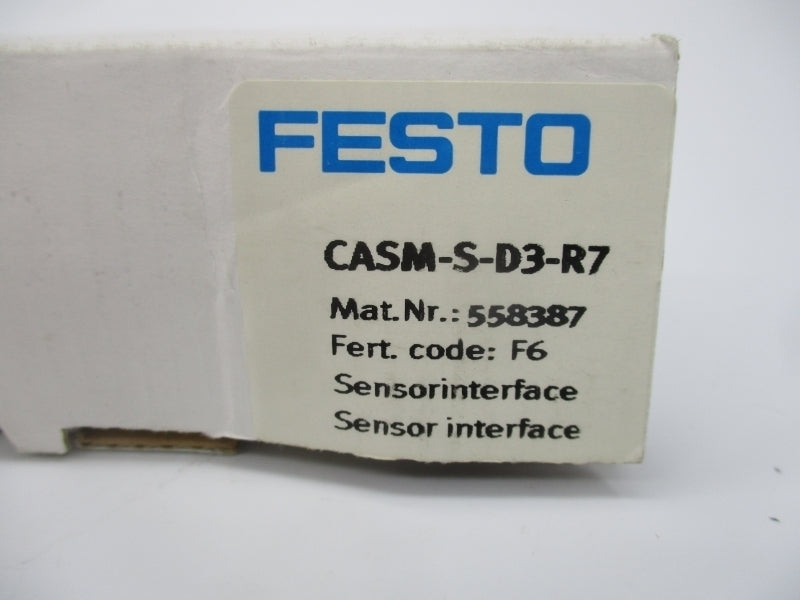 FESTO
CASM-S-D3-R7
Mat.Nr.: 558387
Fert. code: F6
Sensorinterface
Sensor interface